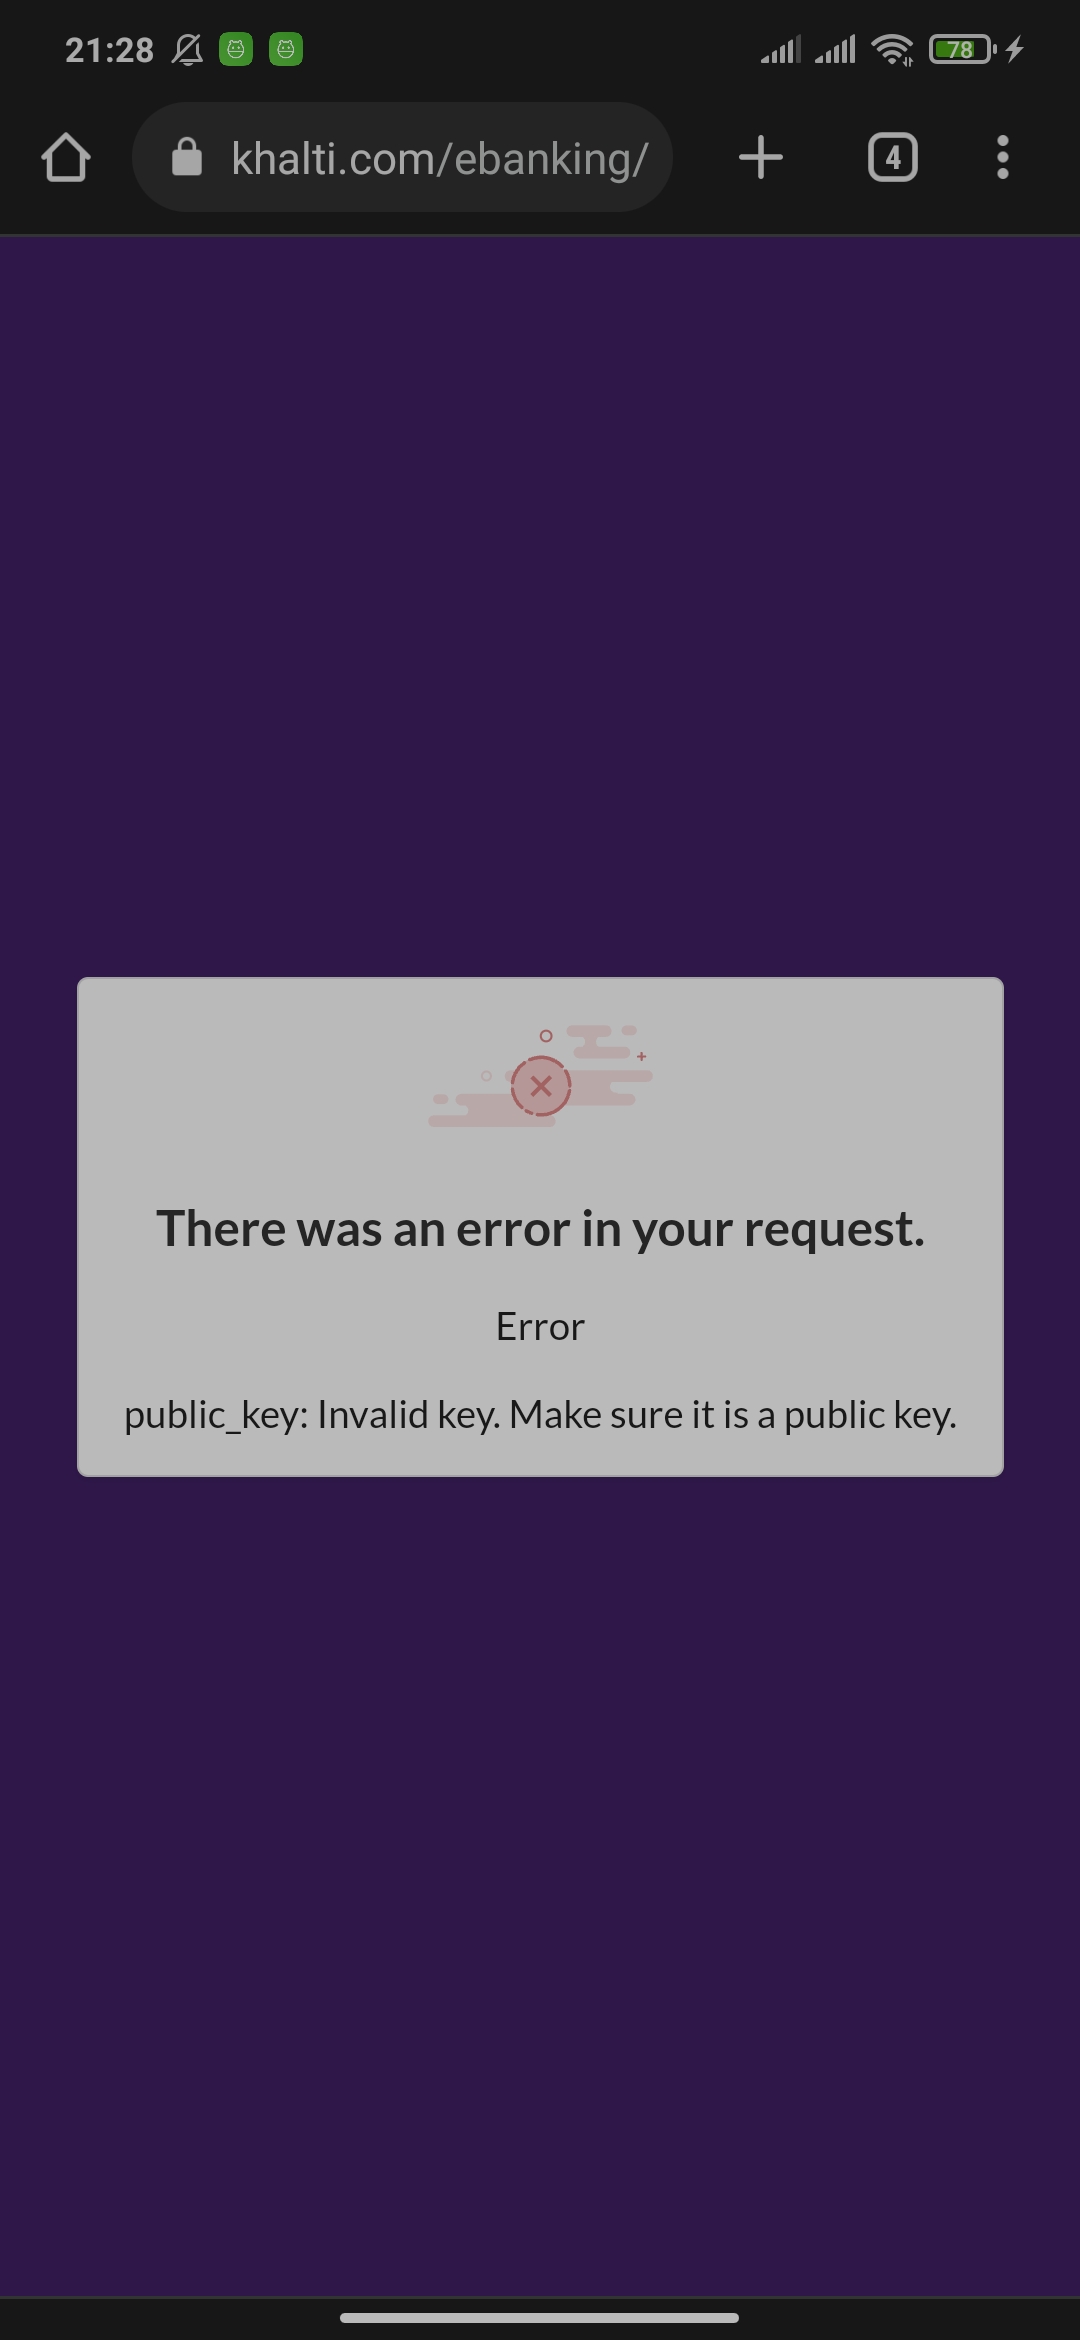 21:28
78
khalti.com/ebanking/
4
There was an error in your request.
Error
public_key: Invalid key. Make sure it is a public key.